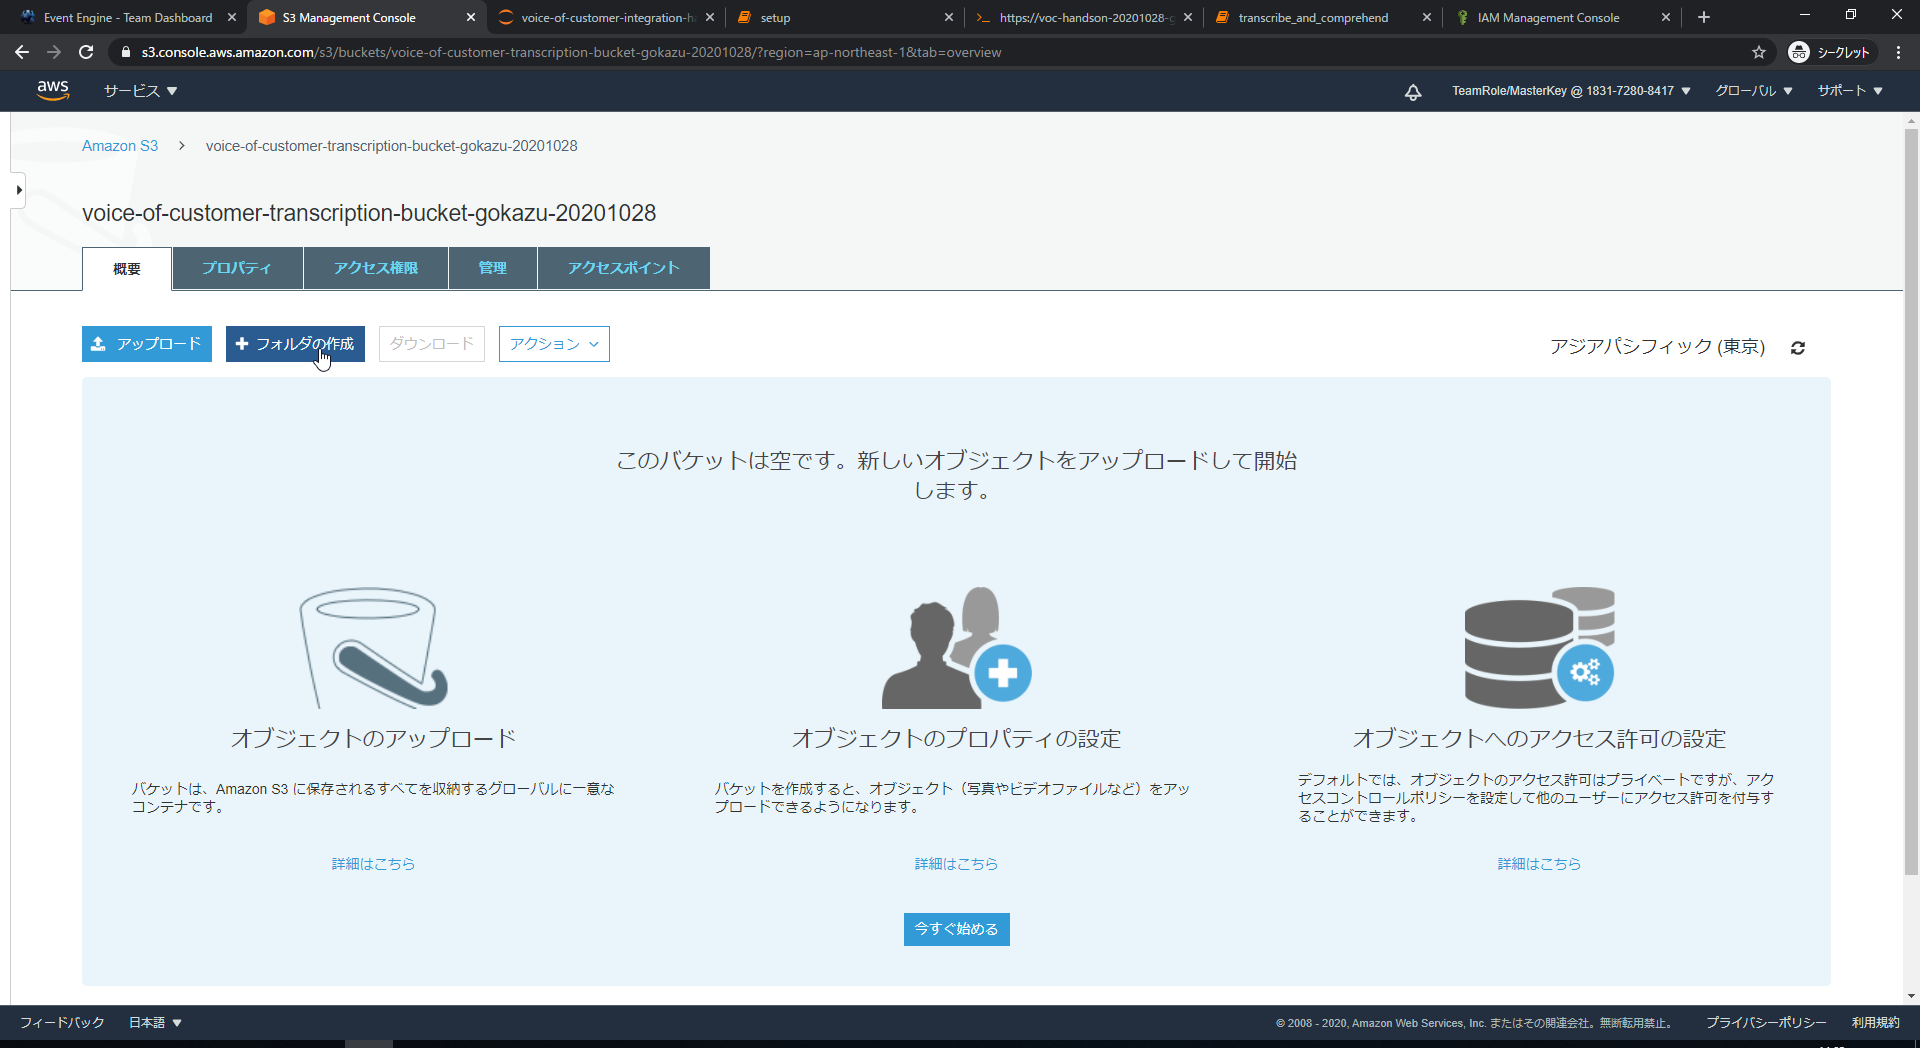 Event Engine - Team Dashboard
S3 Management Console
voice-of-customer-integration-ha
setup
https://voc-handson-20201028-g
transcribe_and_comprehend
IAM Management Console
s3.console.aws.amazon.com/s3/buckets/voice-of-customer-transcription-bucket-gokazu-20201028/?region=ap-northeast-1&tab=overview
シークレット
aws
サービス
TeamRole/MasterKey @ 1831-7280-8417
グローバル
サポート
Amazon S3
voice-of-customer-transcription-bucket-gokazu-20201028
voice-of-customer-transcription-bucket-gokazu-20201028
概要
プロパティ
アクセス権限
管理
アクセスポイント
アップロード
フォルダの作成
ダウンロード
アクション
アジアパシフィック (東京)
このバケットは空です。新しいオブジェクトをアップロードして開始
します。
オブジェクトのアップロード
バケットは、Amazon S3 に保存されるすべてを収納するグローバルに一意な
コンテナです。
詳細はこちら
オブジェクトのプロパティの設定
バケットを作成すると、オブジェクト（写真やビデオファイルなど）をアッ
プロードできるようになります。
詳細はこちら
オブジェクトへのアクセス許可の設定
デフォルトでは、オブジェクトのアクセス許可はプライベートですが、アク
セスコントロールポリシーを設定して他のユーザーにアクセス許可を付与す
ることができます。
詳細はこちら
今すぐ始める
フィードバック
日本語
© 2008 - 2020, Amazon Web Services, Inc. またはその関連会社。無断転用禁止。
プライバシーポリシー
利用規約